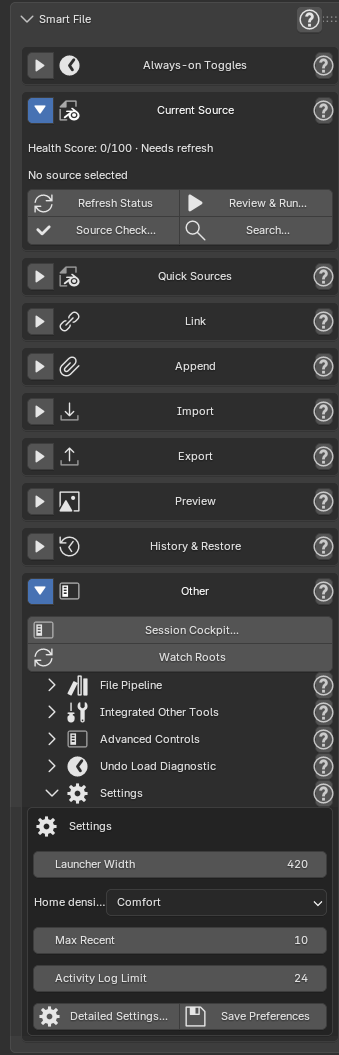 Smart File
Always-on Toggles
Current Source
Health Score: 0/100 · Needs refresh
No source selected
Refresh Status
Review & Run...
Source Check...
Search...
Quick Sources
Link
Append
Import
Export
Preview
History & Restore
Other
Session Cockpit...
Watch Roots
File Pipeline
Integrated Other Tools
Advanced Controls
Undo Load Diagnostic
Settings
Settings
Launcher Width 420
Home densi... Comfort
Max Recent 10
Activity Log Limit 24
Detailed Settings...
Save Preferences